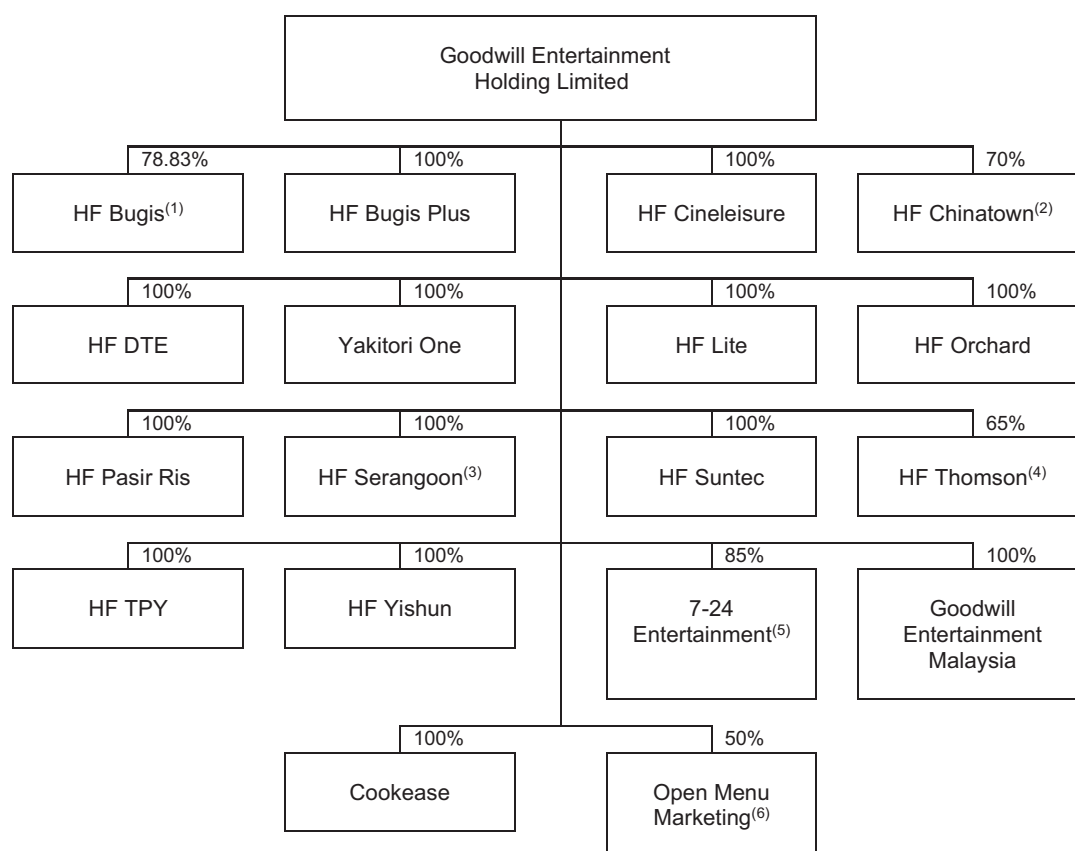 Goodwill Entertainment
Holding Limited
78.83%
100%
100%
70%
HF Bugis(1)
HF Bugis Plus
HF Cineleisure
HF Chinatown(2)
100%
100%
100%
100%
HF DTE
Yakitori One
HF Lite
HF Orchard
100%
100%
100%
65%
HF Pasir Ris
HF Serangoon(3)
HF Suntec
HF Thomson(4)
100%
100%
85%
100%
HF TPY
HF Yishun
7-24
Entertainment(5)
Goodwill
Entertainment
Malaysia
100%
50%
Cookease
Open Menu
Marketing(6)